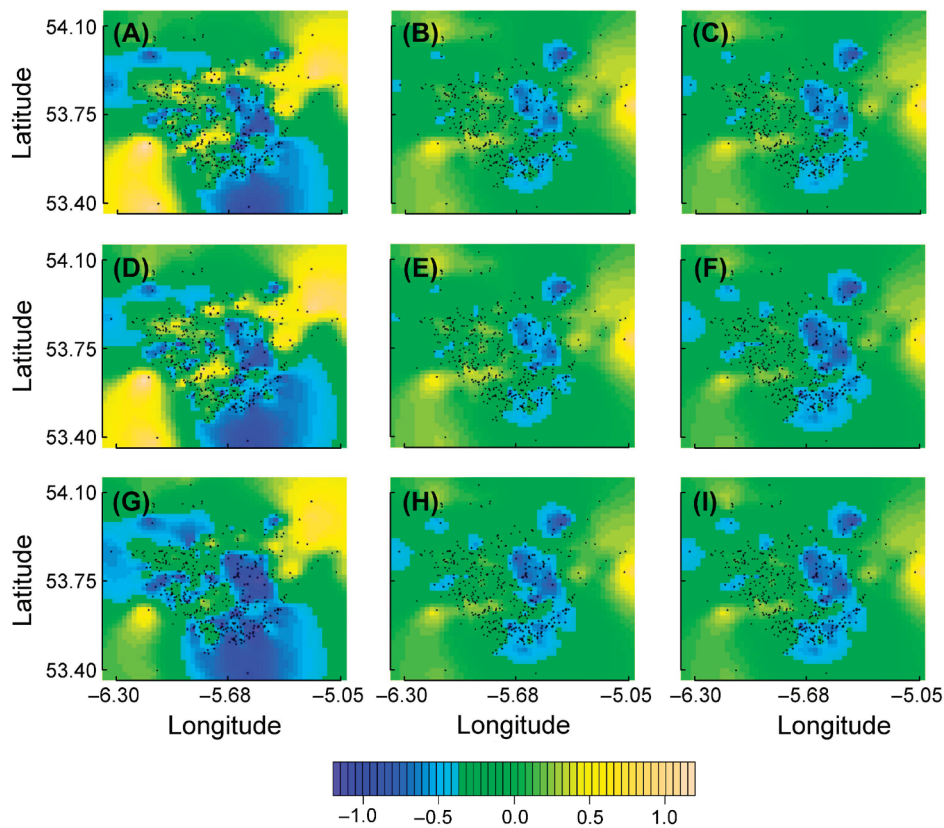 (A) (B) (C)
54.10
Latitude
53.75
53.40
(D) (E) (F)
54.10
Latitude
53.75
53.40
(G) (H) (I)
54.10
Latitude
53.75
53.40
−6.30 −5.68 −5.05 −6.30 −5.68 −5.05 −6.30 −5.68 −5.05
Longitude Longitude Longitude
−1.0 −0.5 0.0 0.5 1.0